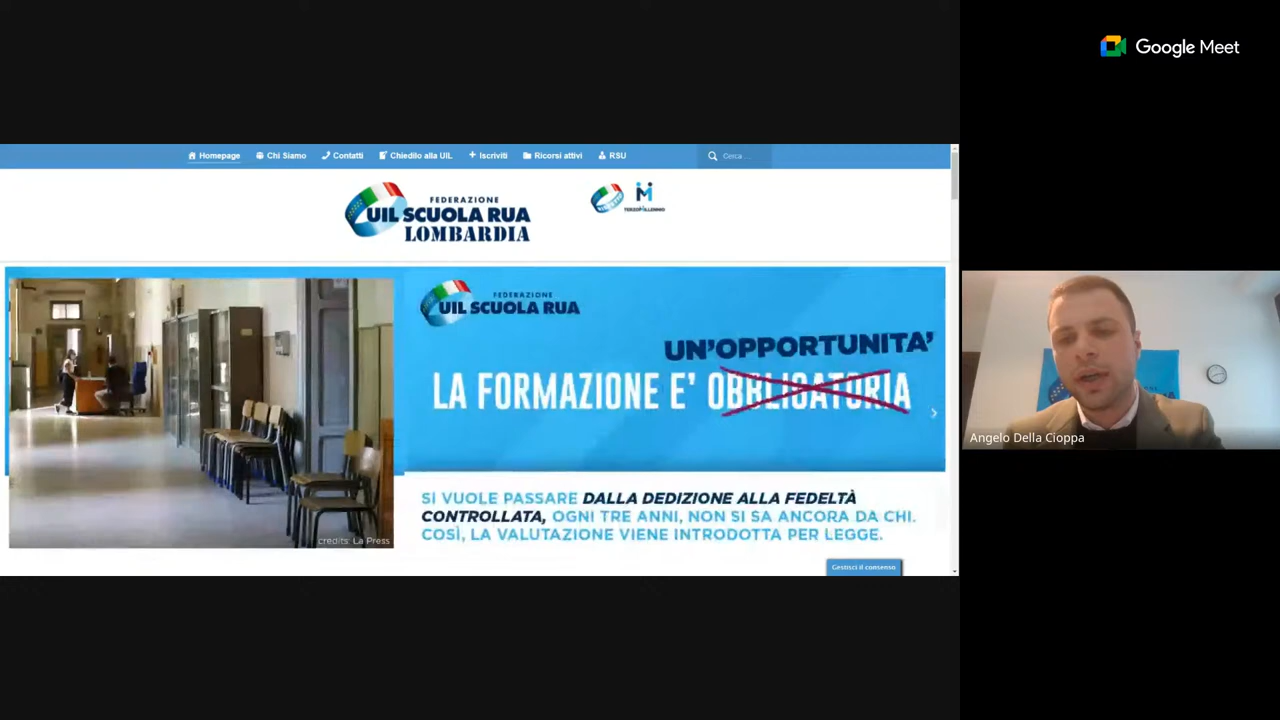 Google Meet
Homepage
Chi Siamo
Contatti
Chiedilo alla UIL
Iscriviti
Ricorsi attivi
RSU
Cerca ...
FEDERAZIONE
UIL SCUOLA RUA
LOMBARDIA
TERZO MILLENNIO
FEDERAZIONE
UIL SCUOLA RUA
UN'OPPORTUNITA'
LA FORMAZIONE E' OBBLIGATORIA
SI VUOLE PASSARE DALLA DEDIZIONE ALLA FEDELTÀ
CONTROLLATA, OGNI TRE ANNI, NON SI SA ANCORA DA CHI.
COSÌ, LA VALUTAZIONE VIENE INTRODOTTA PER LEGGE.
credits: La Press
Gestisci il consenso
Angelo Della Cioppa